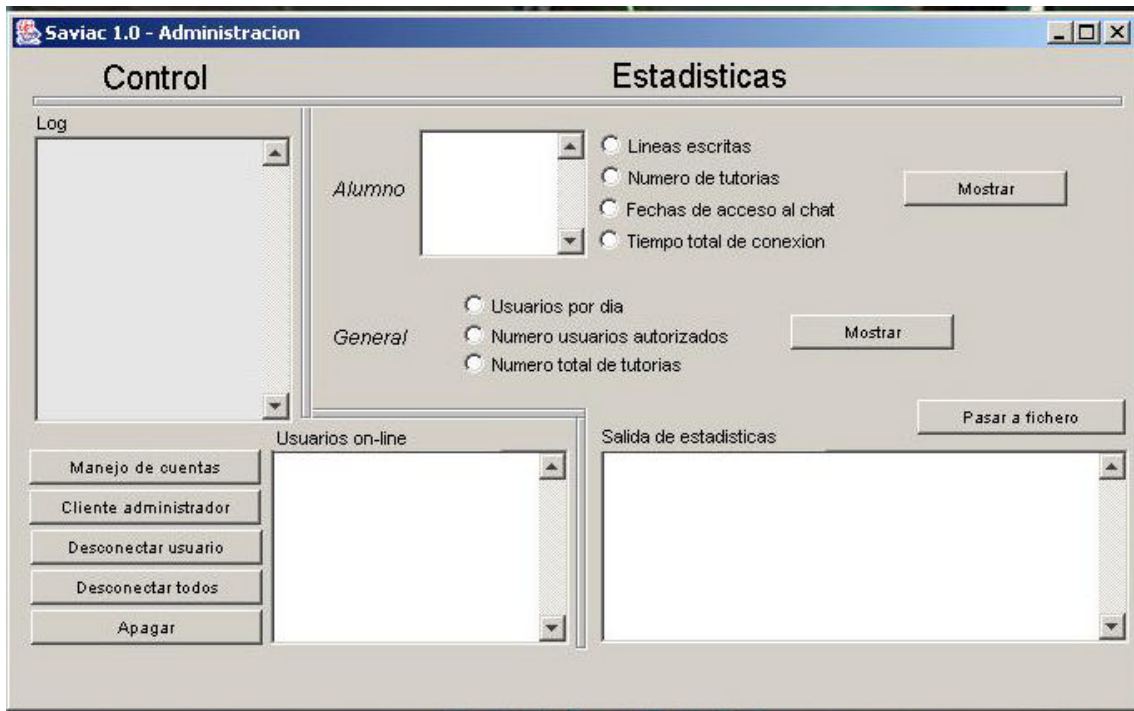 Saviac 1.0 - Administracion
Control
Estadisticas
Log
Alumno
Lineas escritas
Numero de tutorias
Fechas de acceso al chat
Tiempo total de conexion
Mostrar
General
Usuarios por dia
Numero usuarios autorizados
Numero total de tutorias
Mostrar
Pasar a fichero
Usuarios on-line
Salida de estadisticas
Manejo de cuentas
Cliente administrador
Desconectar usuario
Desconectar todos
Apagar